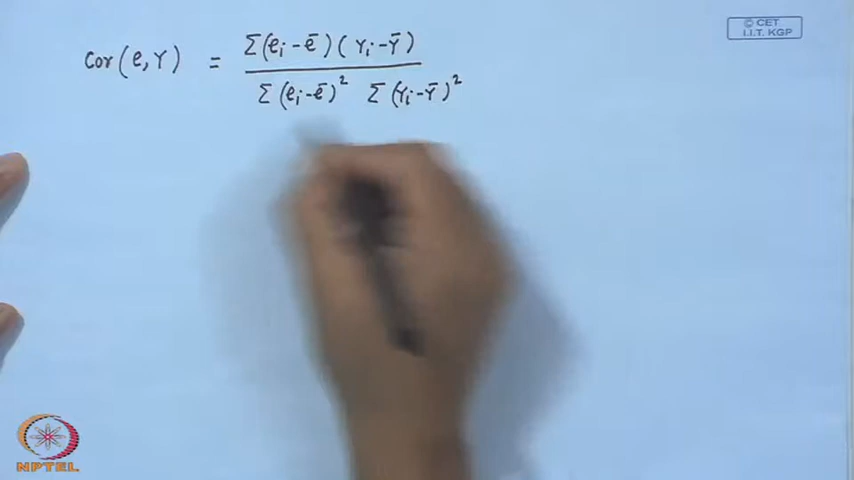 © CET
I.I.T. KGP
Cor(e, Y) = Σ(ei - ē)(Yi - Ȳ) / Σ(ei - ē)² Σ(Yi - Ȳ)²
NPTEL